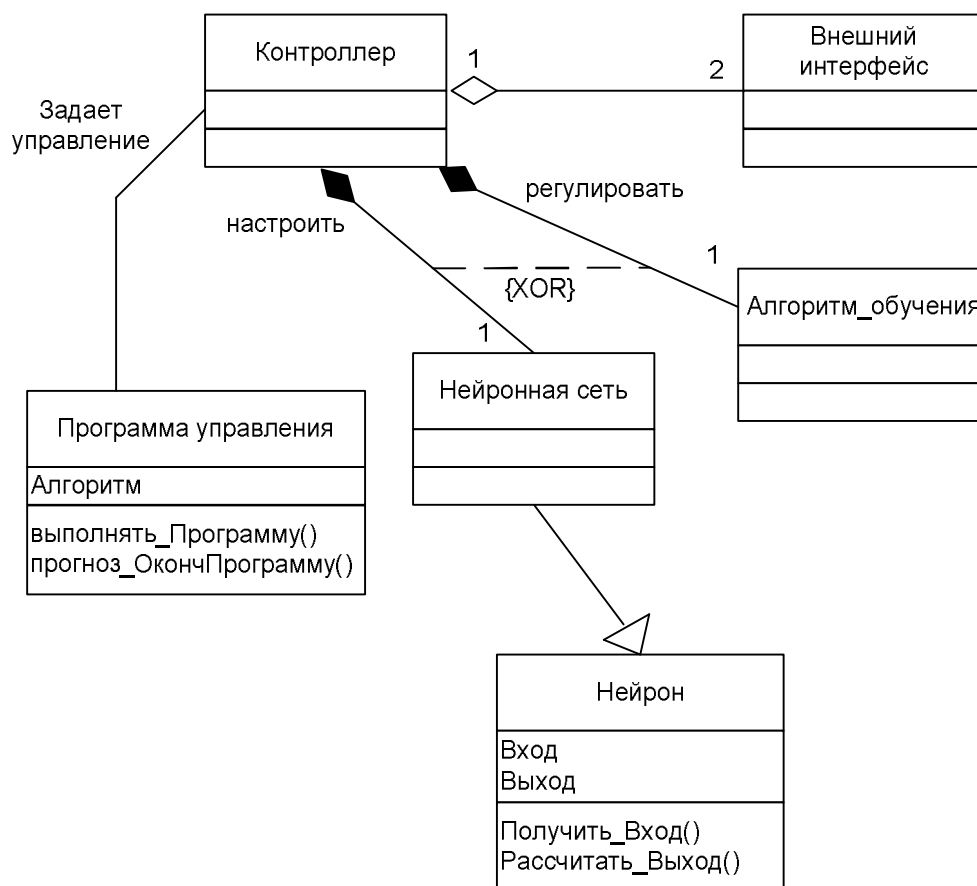 Контроллер
1
2
Внешний
интерфейс
Задает
управление
настроить
регулировать
{XOR}
1
Алгоритм_обучения
1
Нейронная сеть
Программа управления
Алгоритм
выполнять_Программу()
прогноз_ОкончПрограмму()
Нейрон
Вход
Выход
Получить_Вход()
Рассчитать_Выход()